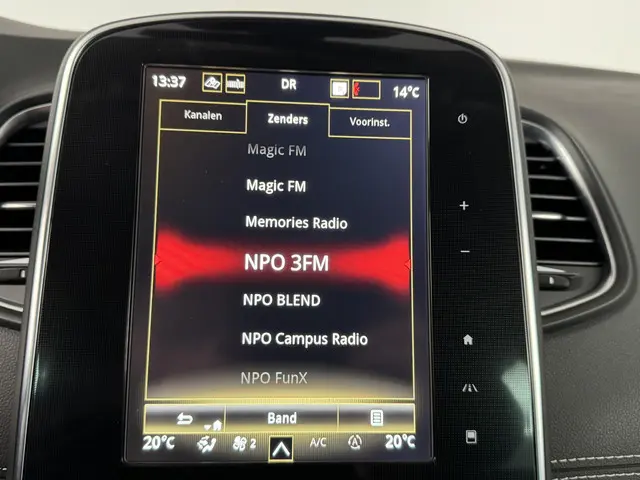 13:37 DR 14°C
Kanalen Zenders Voorinst.
Magic FM
Magic FM
Memories Radio
NPO 3FM
NPO BLEND
NPO Campus Radio
NPO FunX
Band
20°C 2 A/C 20°C